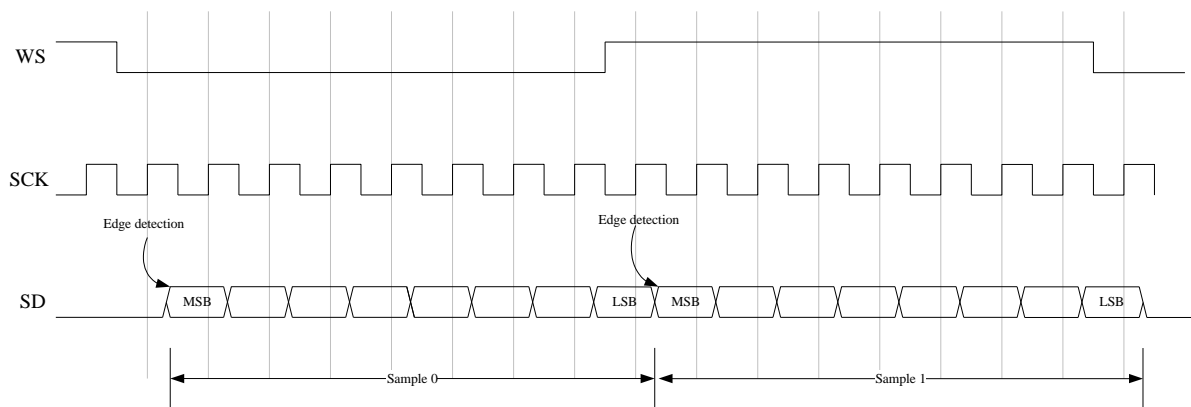 WS
SCK
Edge detection
Edge detection
SD
MSB
LSB
MSB
LSB
Sample 0
Sample 1